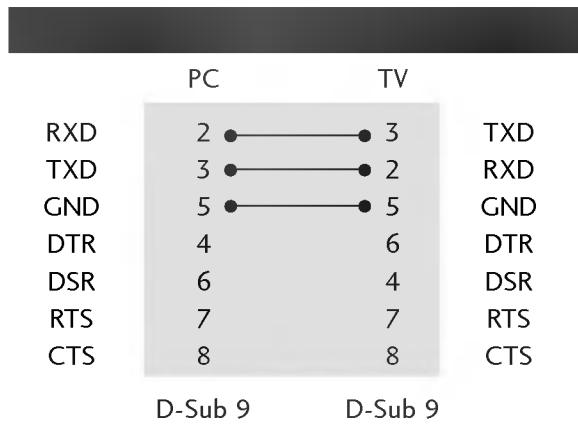 PC TV
RXD 2 3 TXD
TXD 3 2 RXD
GND 5 5 GND
DTR 4 6 DTR
DSR 6 4 DSR
RTS 7 7 RTS
CTS 8 8 CTS
D-Sub 9 D-Sub 9